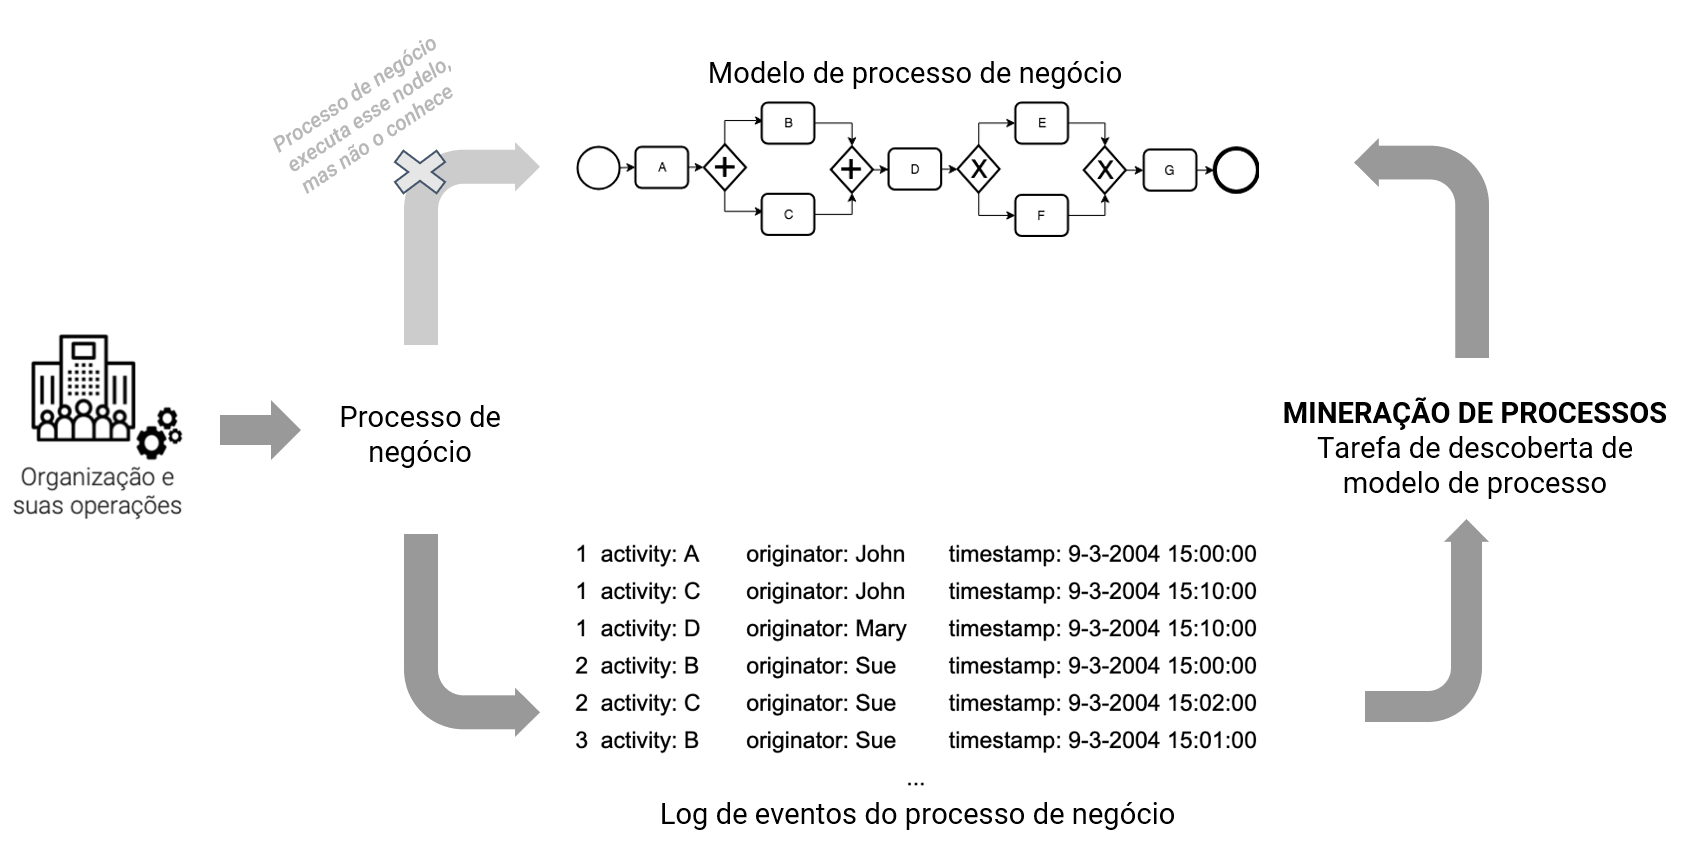 Processo de negócio
executa esse nodelo,
mas não o conhece
Modelo de processo de negócio
A
B
C
D
E
F
G
X
X
Organização e
suas operações
Processo de
negócio
MINERAÇÃO DE PROCESSOS
Tarefa de descoberta de
modelo de processo
1 activity: A originator: John timestamp: 9-3-2004 15:00:00
1 activity: C originator: John timestamp: 9-3-2004 15:10:00
1 activity: D originator: Mary timestamp: 9-3-2004 15:10:00
2 activity: B originator: Sue timestamp: 9-3-2004 15:00:00
2 activity: C originator: Sue timestamp: 9-3-2004 15:02:00
3 activity: B originator: Sue timestamp: 9-3-2004 15:01:00
...
Log de eventos do processo de negócio